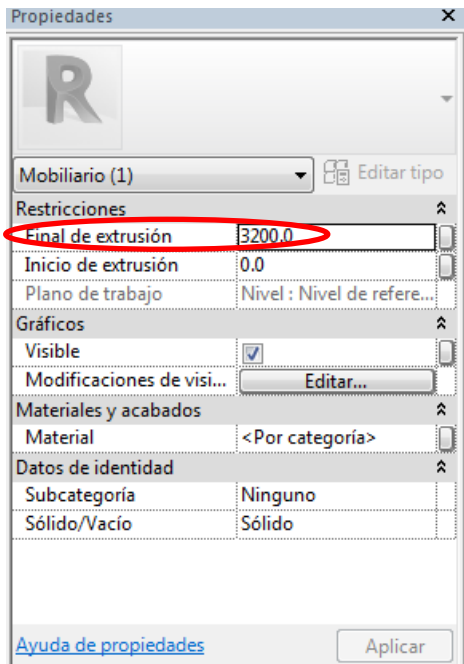 Propiedades
R
Mobiliario (1) Editar tipo
Restricciones
Final de extrusión 3200.0
Inicio de extrusión 0.0
Plano de trabajo Nivel : Nivel de refere...
Gráficos
Visible
Modificaciones de visi... Editar...
Materiales y acabados
Material <Por categoría>
Datos de identidad
Subcategoría Ninguno
Sólido/Vacío Sólido
Ayuda de propiedades Aplicar